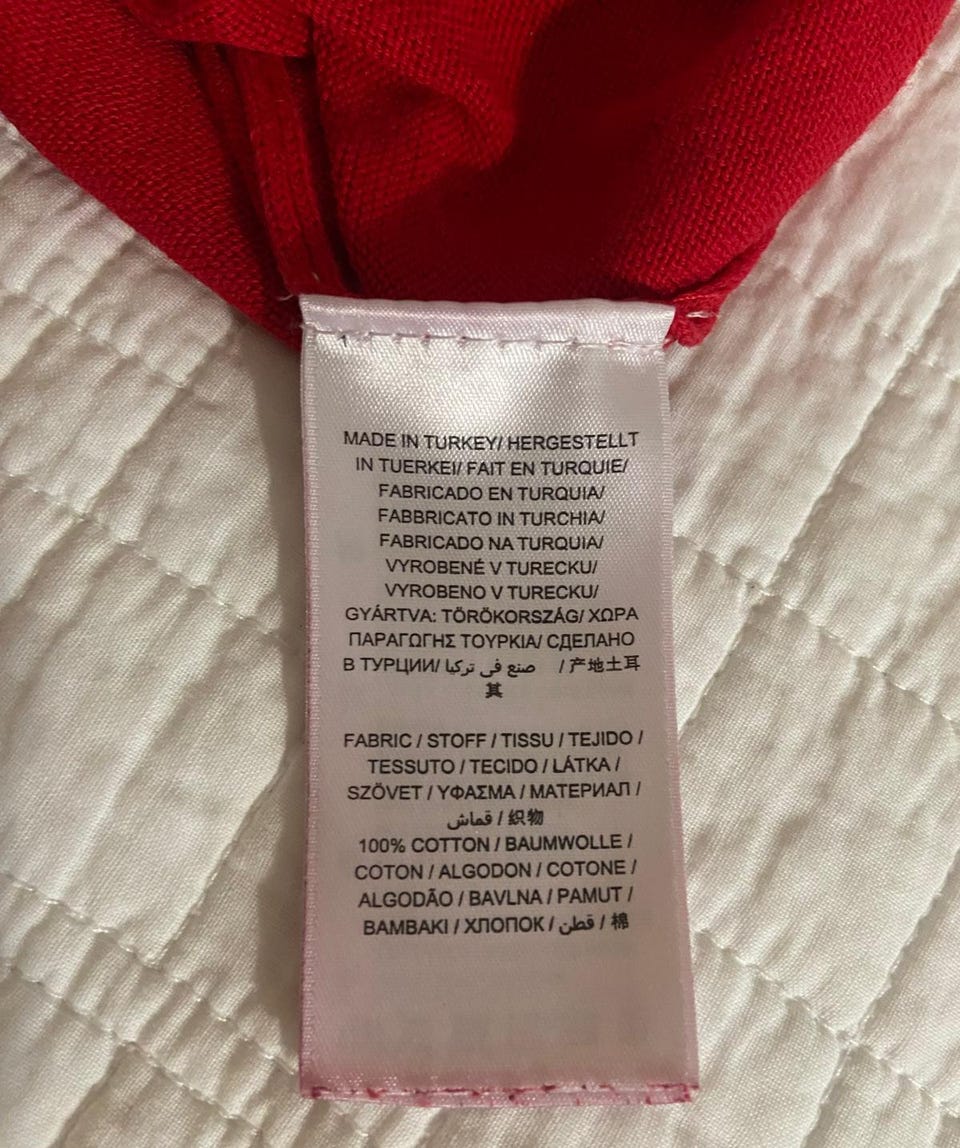 MADE IN TURKEY/ HERGESTELLT
IN TUERKEI/ FAIT EN TURQUIE/
FABRICADO EN TURQUIA/
FABBRICATO IN TURCHIA/
FABRICADO NA TURQUIA/
VYROBENÉ V TURECKU/
VYROBENO V TURECKU/
GYÁRTVA: TÖRÖKORSZÁG/ ΧΩΡΑ
ΠΑΡΑΓΩΓΗΣ ΤΟΥΡΚΙΑ/ СДЕЛАНО
В ТУРЦИИ/ صنع في تركيا / 产地土耳
其
FABRIC / STOFF / TISSU / TEJIDO /
TESSUTO / TECIDO / LÁTKA /
SZÖVET / ΥΦΑΣΜΑ / МАТЕРИАЛ /
قماش / 织物
100% COTTON / BAUMWOLLE /
COTON / ALGODON / COTONE /
ALGODÃO / BAVLNA / PAMUT /
BAMBAKI / ХЛОПОК / قطن / 棉